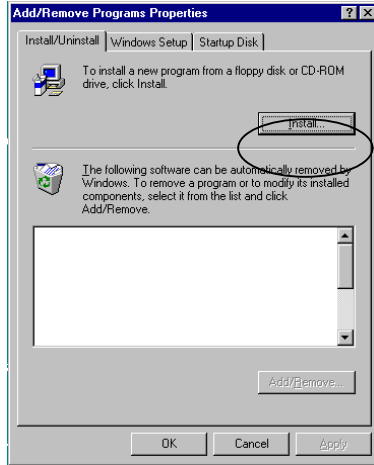 Add/Remove Programs Properties
Install/Uninstall Windows Setup Startup Disk
To install a new program from a floppy disk or CD-ROM
drive, click Install.
Install...
The following software can be automatically removed by
Windows. To remove a program or to modify its installed
components, select it from the list and click
Add/Remove.
Add/Remove...
OK Cancel Apply